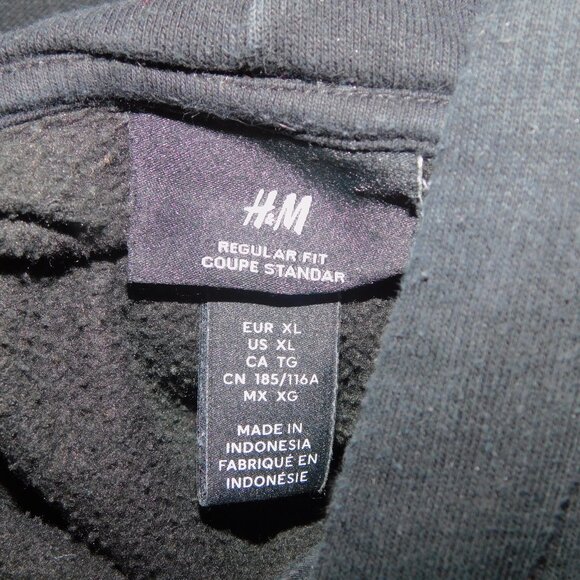 H&M
REGULAR FIT
COUPE STANDAR
EUR XL
US XL
CA TG
CN 185/116A
MX XG
MADE IN
INDONESIA
FABRIQUÉ EN
INDONÉSIE